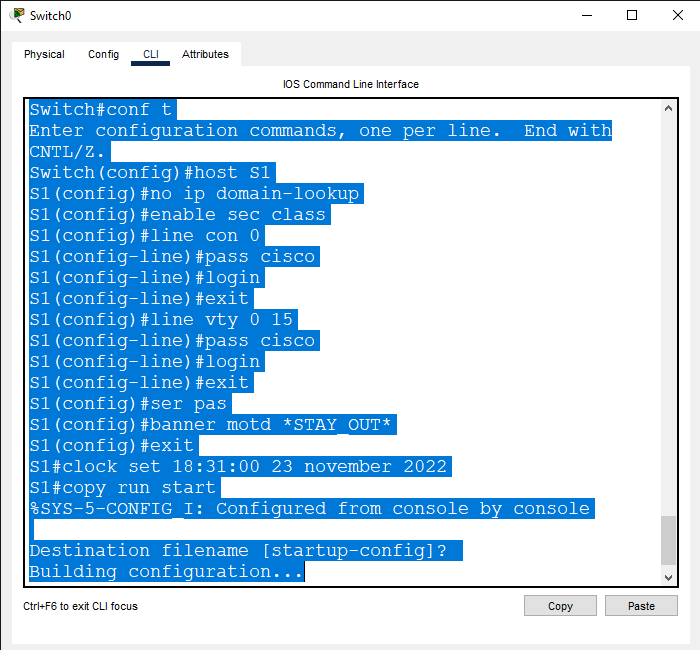 Switch0
Physical Config CLI Attributes
IOS Command Line Interface
Switch#conf t
Enter configuration commands, one per line.  End with
CNTL/Z.
Switch(config)#host S1
S1(config)#no ip domain-lookup
S1(config)#enable sec class
S1(config)#line con 0
S1(config-line)#pass cisco
S1(config-line)#login
S1(config-line)#exit
S1(config)#line vty 0 15
S1(config-line)#pass cisco
S1(config-line)#login
S1(config-line)#exit
S1(config)#ser pas
S1(config)#banner motd *STAY OUT*
S1(config)#exit
S1#clock set 18:31:00 23 november 2022
S1#copy run start
%SYS-5-CONFIG_I: Configured from console by console
Destination filename [startup-config]?
Building configuration...
Ctrl+F6 to exit CLI focus
Copy Paste